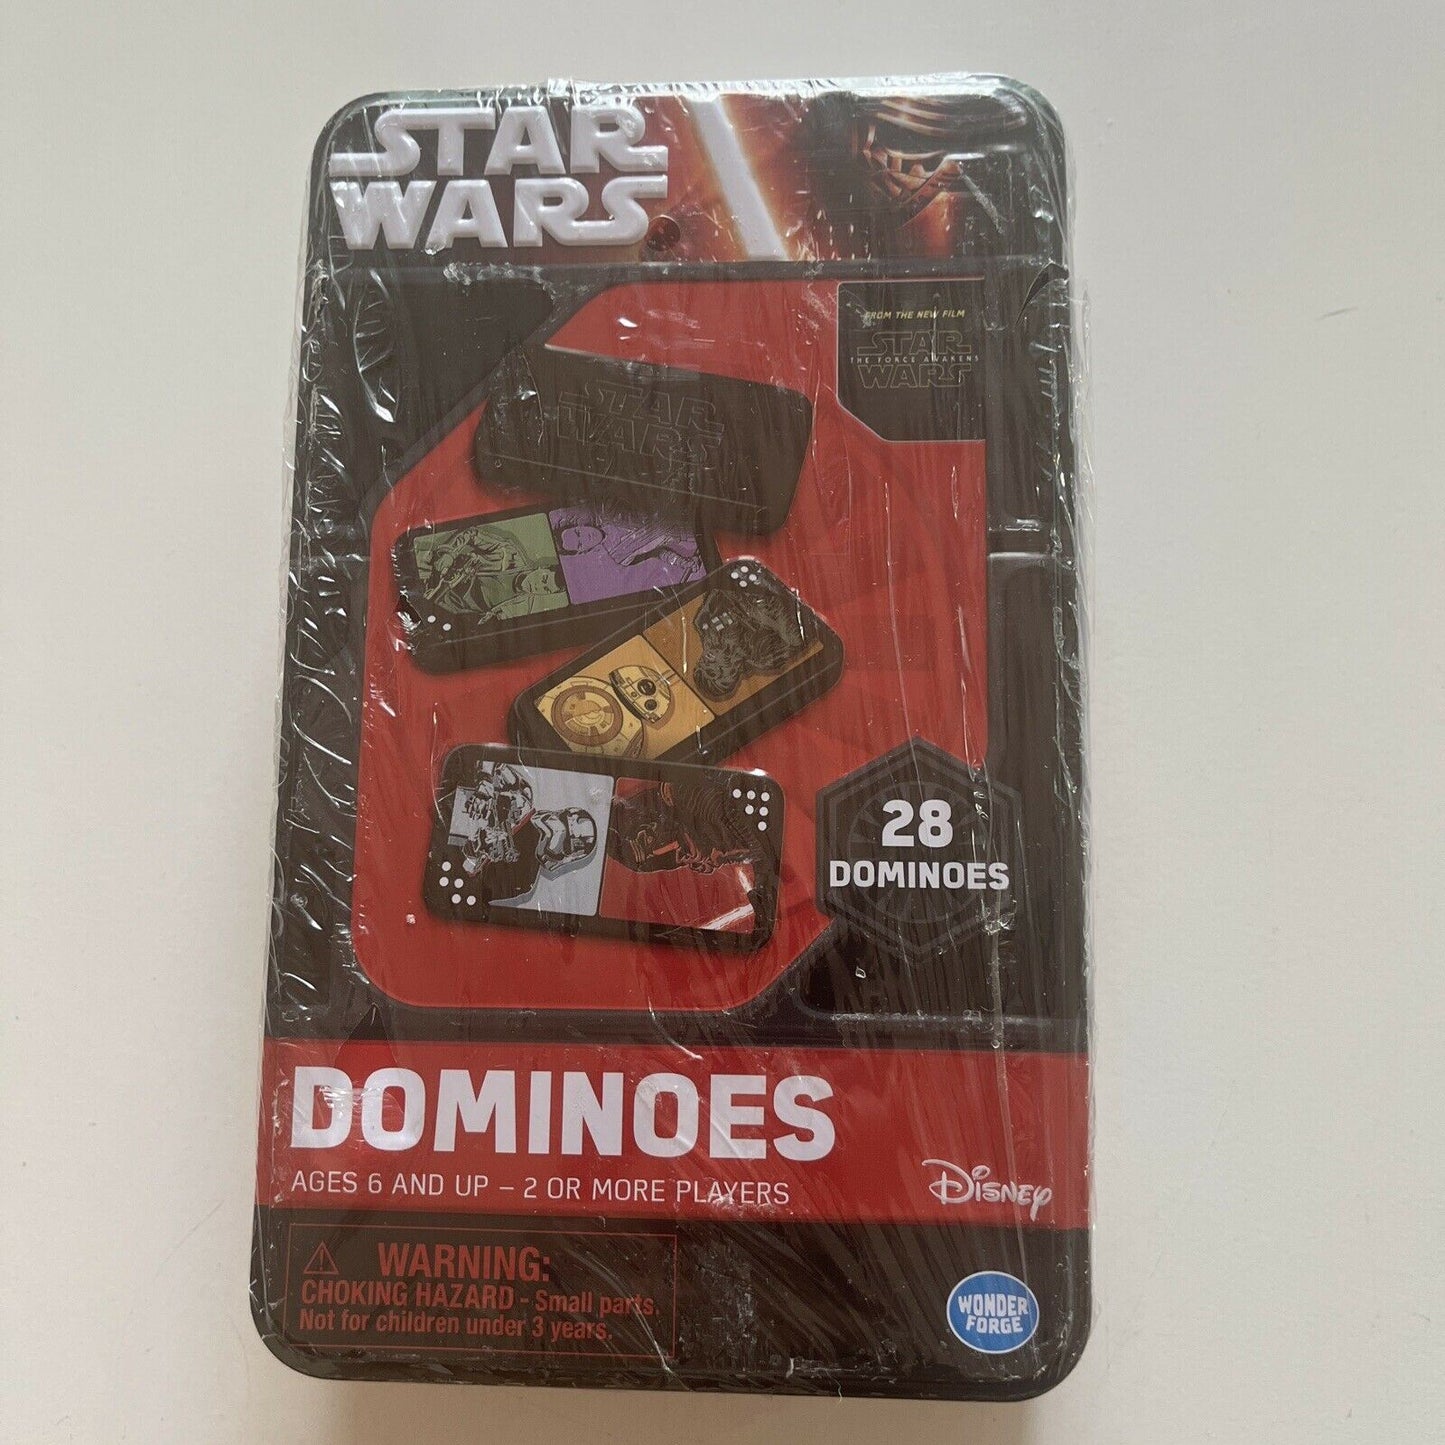 STAR
WARS
FROM THE NEW FILM
STAR
THE FORCE AWAKENS
WARS
STAR
WARS
28
DOMINOES
DOMINOES
AGES 6 AND UP – 2 OR MORE PLAYERS
Disney
WARNING:
CHOKING HAZARD - Small parts.
Not for children under 3 years.
WONDER
FORGE